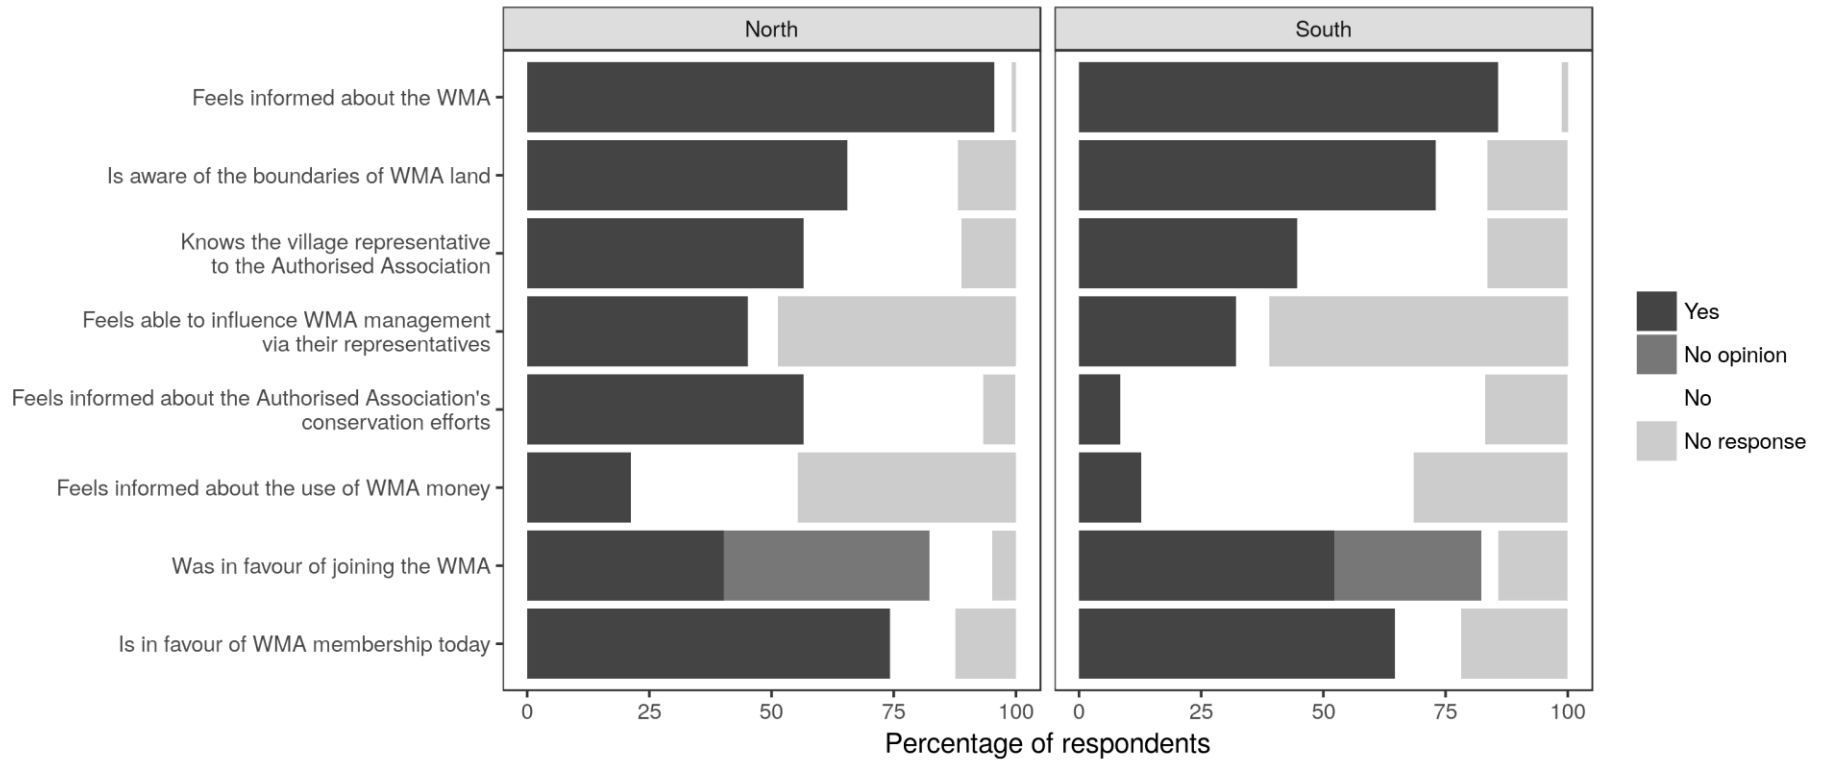 North
South
Feels informed about the WMA
Is aware of the boundaries of WMA land
Knows the village representative
to the Authorised Association
Feels able to influence WMA management
via their representatives
Feels informed about the Authorised Association's
conservation efforts
Feels informed about the use of WMA money
Was in favour of joining the WMA
Is in favour of WMA membership today
0 25 50 75 100
0 25 50 75 100
Percentage of respondents
Yes
No opinion
No
No response